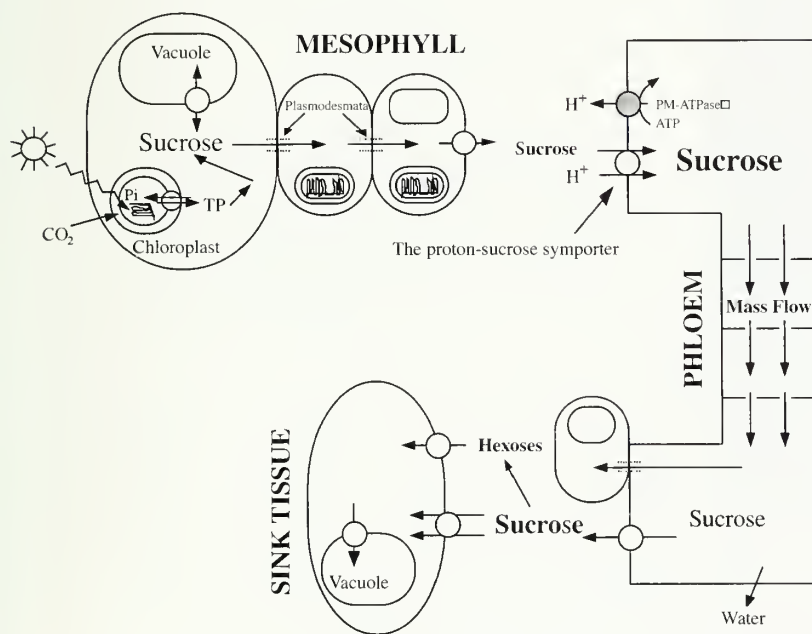 MESOPHYLL
Vacuole
Plasmodesmata
H+
PM-ATPase□
ATP
Sucrose
Sucrose
Sucrose
H+
Pi
TP
CO2
Chloroplast
The proton-sucrose symporter
Mass Flow
PHLOEM
SINK TISSUE
Hexoses
Sucrose
Sucrose
Vacuole
Water